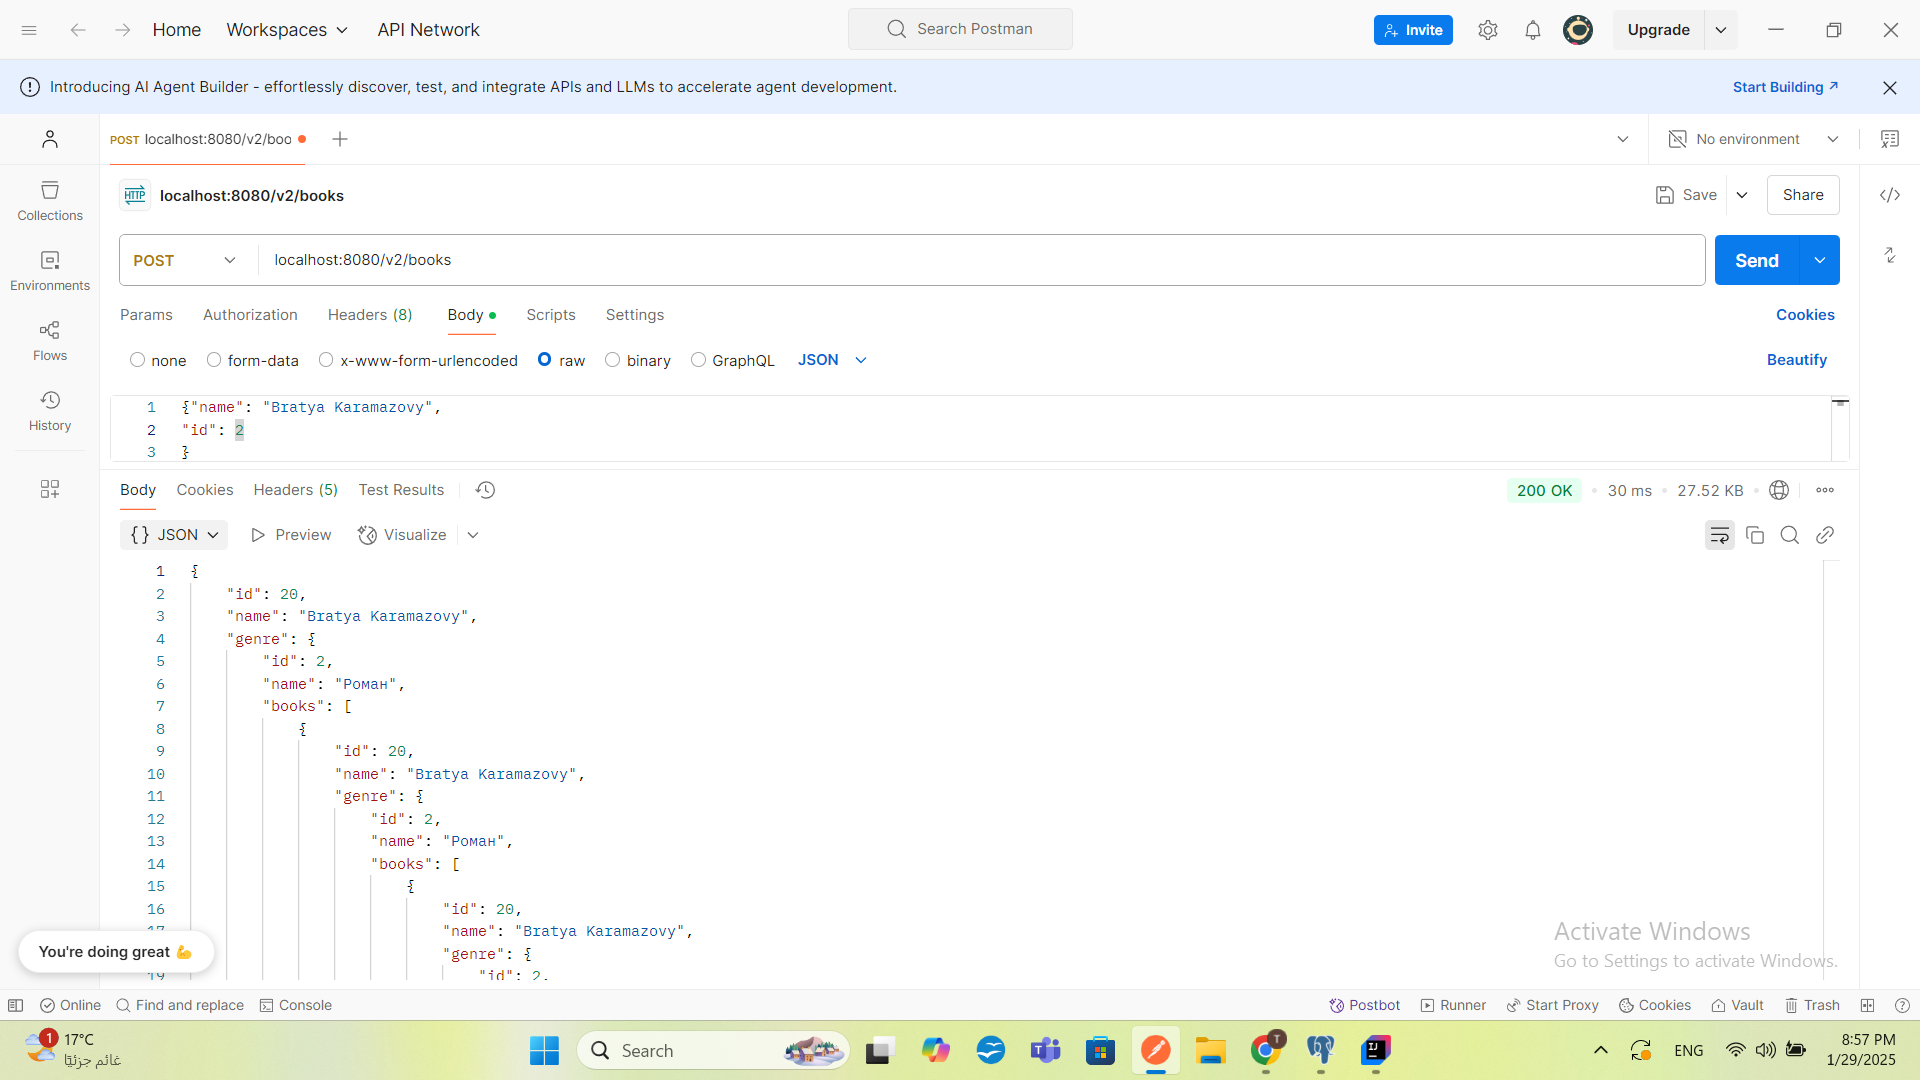 Home
Workspaces
API Network
Search Postman
Invite
Upgrade
Introducing AI Agent Builder - effortlessly discover, test, and integrate APIs and LLMs to accelerate agent development.
Start Building
POST localhost:8080/v2/boo
No environment
HTTP localhost:8080/v2/books
Save
Share
Collections
Environments
Flows
History
POST
localhost:8080/v2/books
Send
Params
Authorization
Headers (8)
Body
Scripts
Settings
Cookies
none
form-data
x-www-form-urlencoded
raw
binary
GraphQL
JSON
Beautify
1 {"name": "Bratya Karamazovy",
2 "id": 2
3 }
Body
Cookies
Headers (5)
Test Results
200 OK
30 ms
27.52 KB
{} JSON
Preview
Visualize
1 {
2 "id": 20,
3 "name": "Bratya Karamazovy",
4 "genre": {
5 "id": 2,
6 "name": "Роман",
7 "books": [
8 {
9 "id": 20,
10 "name": "Bratya Karamazovy",
11 "genre": {
12 "id": 2,
13 "name": "Роман",
14 "books": [
15 {
16 "id": 20,
"name": "Bratya Karamazovy",
"genre": {
19 "id": 2,
You're doing great 💪
Activate Windows
Go to Settings to activate Windows.
Online
Find and replace
Console
Postbot
Runner
Start Proxy
Cookies
Vault
Trash
1
17°C
غائم جزئيًا
Search
T
IJ
ENG
8:57 PM
1/29/2025